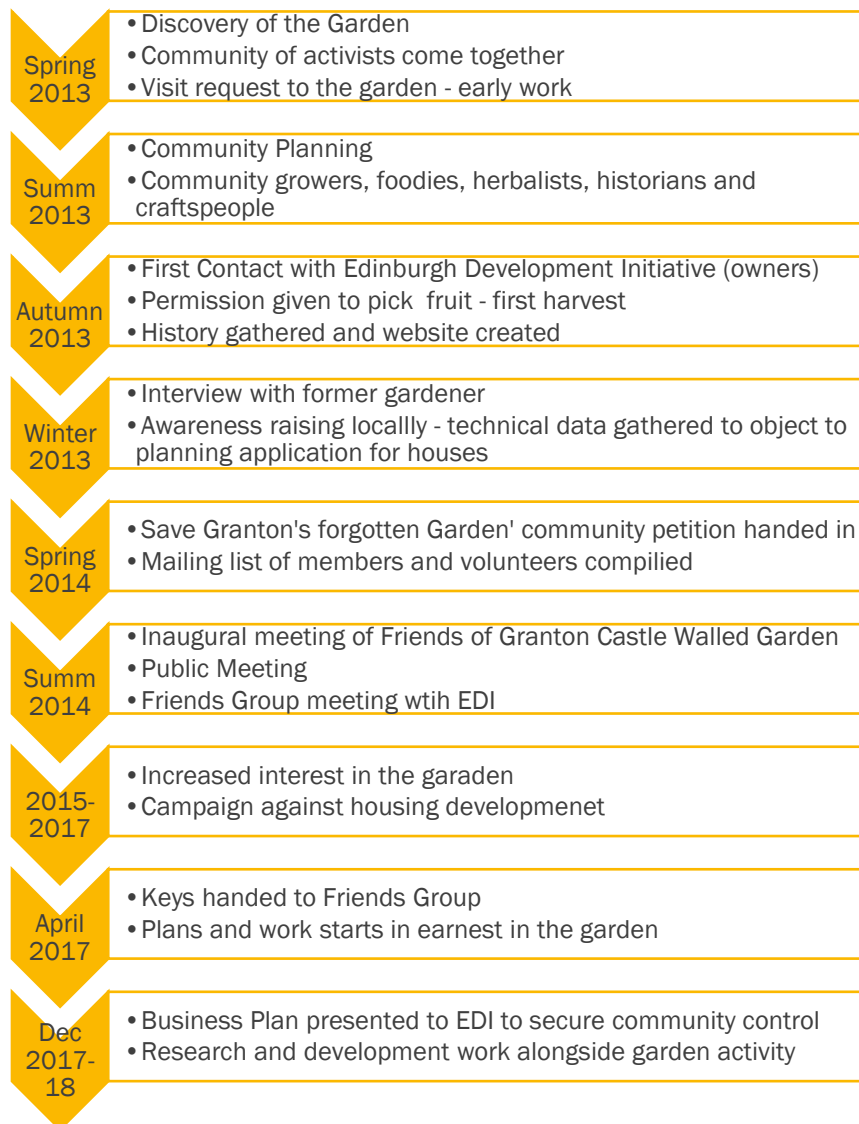 Spring
2013
• Discovery of the Garden
• Community of activists come together
• Visit request to the garden - early work
Summ
2013
• Community Planning
• Community growers, foodies, herbalists, historians and
craftspeople
Autumn
2013
• First Contact with Edinburgh Development Initiative (owners)
• Permission given to pick  fruit - first harvest
• History gathered and website created
Winter
2013
• Interview with former gardener
• Awareness raising locallly - technical data gathered to object to
planning application for houses
Spring
2014
• Save Granton's forgotten Garden' community petition handed in
• Mailing list of members and volunteers compilied
Summ
2014
• Inaugural meeting of Friends of Granton Castle Walled Garden
• Public Meeting
• Friends Group meeting wtih EDI
2015-
2017
• Increased interest in the garaden
• Campaign against housing developmenet
April
2017
• Keys handed to Friends Group
• Plans and work starts in earnest in the garden
Dec
2017-
18
• Business Plan presented to EDI to secure community control
• Research and development work alongside garden activity